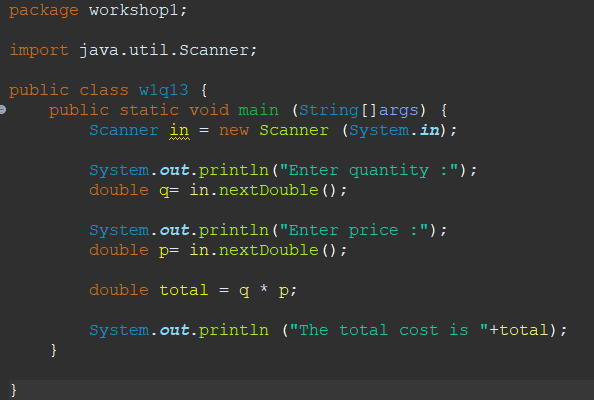 package workshop1;
import java.util.Scanner;
public class w1q13 {
public static void main (String[]args) {
Scanner in = new Scanner (System.in);
System.out.println("Enter quantity :");
double q= in.nextDouble();
System.out.println("Enter price :");
double p= in.nextDouble();
double total = q * p;
System.out.println ("The total cost is "+total);
}
}